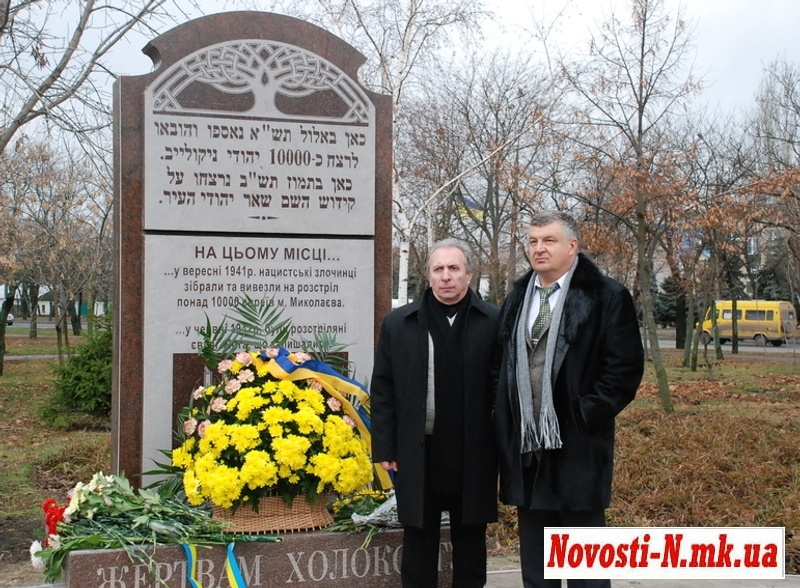 כאן באלול תש"א נאספו והובאו
לרצח כ-10000 יהודי ניקולייב.
כאן בתמוז תש"ב נרצחו על
קידוש השם שאר יהודי העיר.
НА ЦЬОМУ МІСЦІ...
...у вересні 1941р. нацистські злочинці
зібрали та вивезли на розстріл
понад 10000 євреїв м. Миколаєва.
розстріляні
ЖЕРТВАМ
Novosti-N.mk.ua